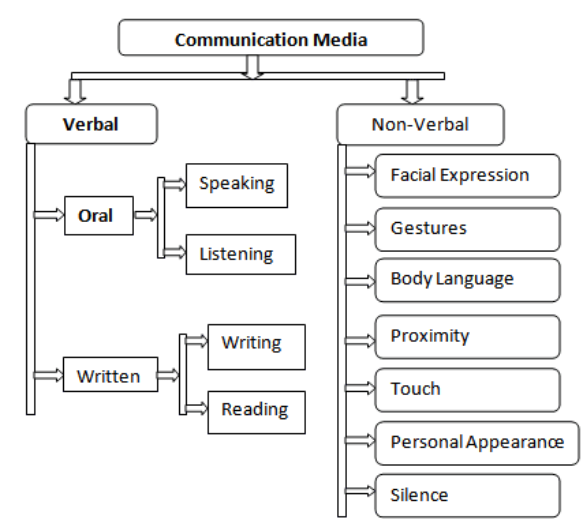 Communication Media
Verbal
Non-Verbal
Oral
Speaking
Listening
Written
Writing
Reading
Facial Expression
Gestures
Body Language
Proximity
Touch
Personal Appearance
Silence